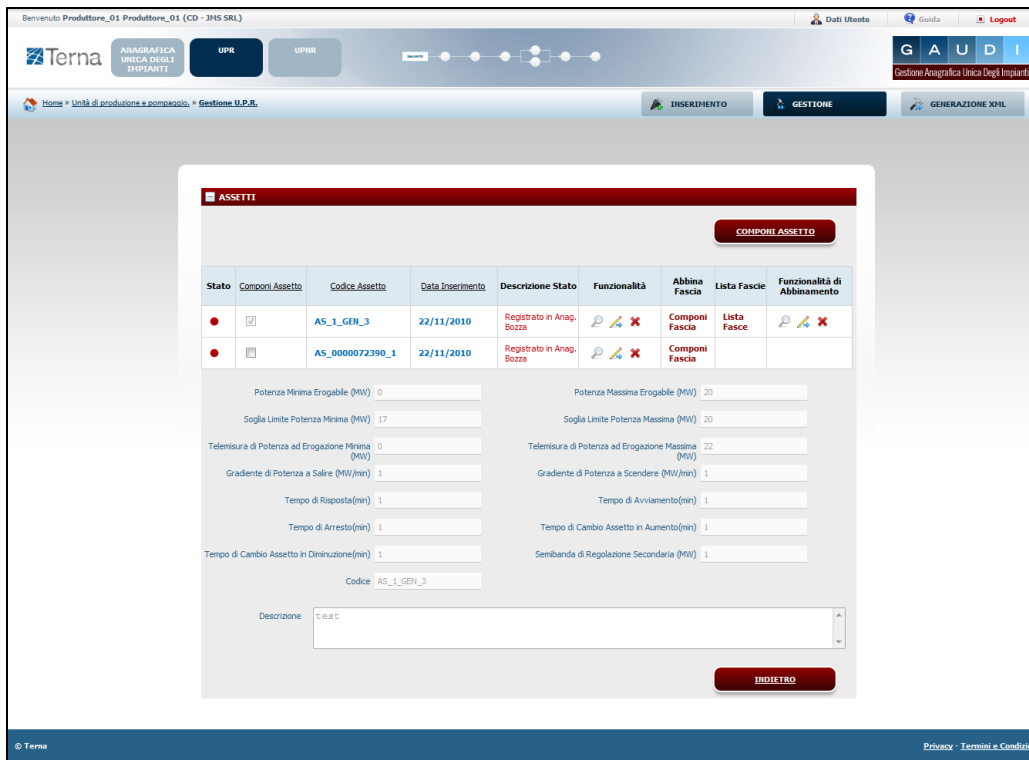 Benvenuto Produttore_01 Produttore_01 (CD - JMS SRL)
Dati Utente
Guida
Logout
Terna
ANAGRAFICA
UNICA DEGLI
IMPIANTI
UPR
UPNR
SALVATO
GAUDI
Gestione Anagrafica Unica Degli Impianti
Home » Unità di produzione e pompaggio. » Gestione U.P.R.
INSERIMENTO
GESTIONE
GENERAZIONE XML
ASSETTI
COMPONI ASSETTO
Stato Componi Assetto Codice Assetto Data Inserimento Descrizione Stato Funzionalità Abbina Fascia Lista Fascie Funzionalità di Abbinamento
AS_1_GEN_3 22/11/2010 Registrato in Anag. Bozza Componi Fascia Lista Fasce
AS_0000072390_1 22/11/2010 Registrato in Anag. Bozza Componi Fascia
Potenza Minima Erogabile (MW) 0 Potenza Massima Erogabile (MW) 20
Soglia Limite Potenza Minima (MW) 17 Soglia Limite Potenza Massima (MW) 20
Telemisura di Potenza ad Erogazione Minima (MW) 0 Telemisura di Potenza ad Erogazione Massima (MW) 22
Gradiente di Potenza a Salire (MW/min) 1 Gradiente di Potenza a Scendere (MW/min) 1
Tempo di Risposta(min) 1 Tempo di Avviamento(min) 1
Tempo di Arresto(min) 1 Tempo di Cambio Assetto in Aumento(min) 1
Tempo di Cambio Assetto in Diminuzione(min) 1 Semibanda di Regolazione Secondaria (MW) 1
Codice AS_1_GEN_3
Descrizione test
INDIETRO
© Terna
Privacy - Termini e Condizio